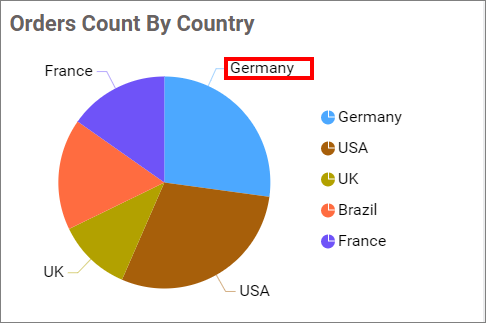 Orders Count By Country
France
Germany
UK
USA
Germany
USA
UK
Brazil
France